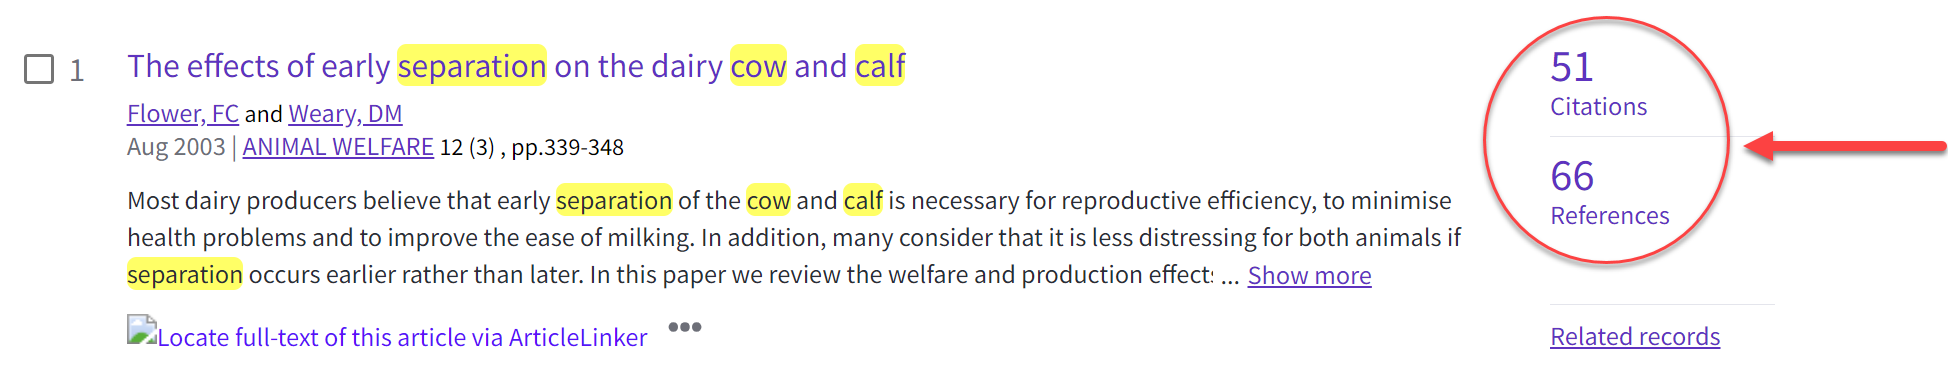 1
The effects of early separation on the dairy cow and calf
Flower, FC and Weary, DM
Aug 2003 | ANIMAL WELFARE 12 (3) , pp.339-348
Most dairy producers believe that early separation of the cow and calf is necessary for reproductive efficiency, to minimise
health problems and to improve the ease of milking. In addition, many consider that it is less distressing for both animals if
separation occurs earlier rather than later. In this paper we review the welfare and production effects ... Show more
Locate full-text of this article via ArticleLinker •••
51
Citations
66
References
Related records